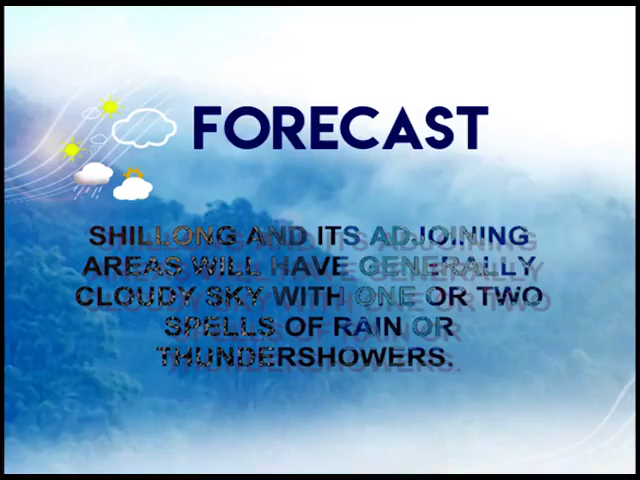 FORECAST
SHILLONG AND ITS ADJOINING
AREAS WILL HAVE GENERALLY
CLOUDY SKY WITH ONE OR TWO
SPELLS OF RAIN OR
THUNDERSHOWERS.